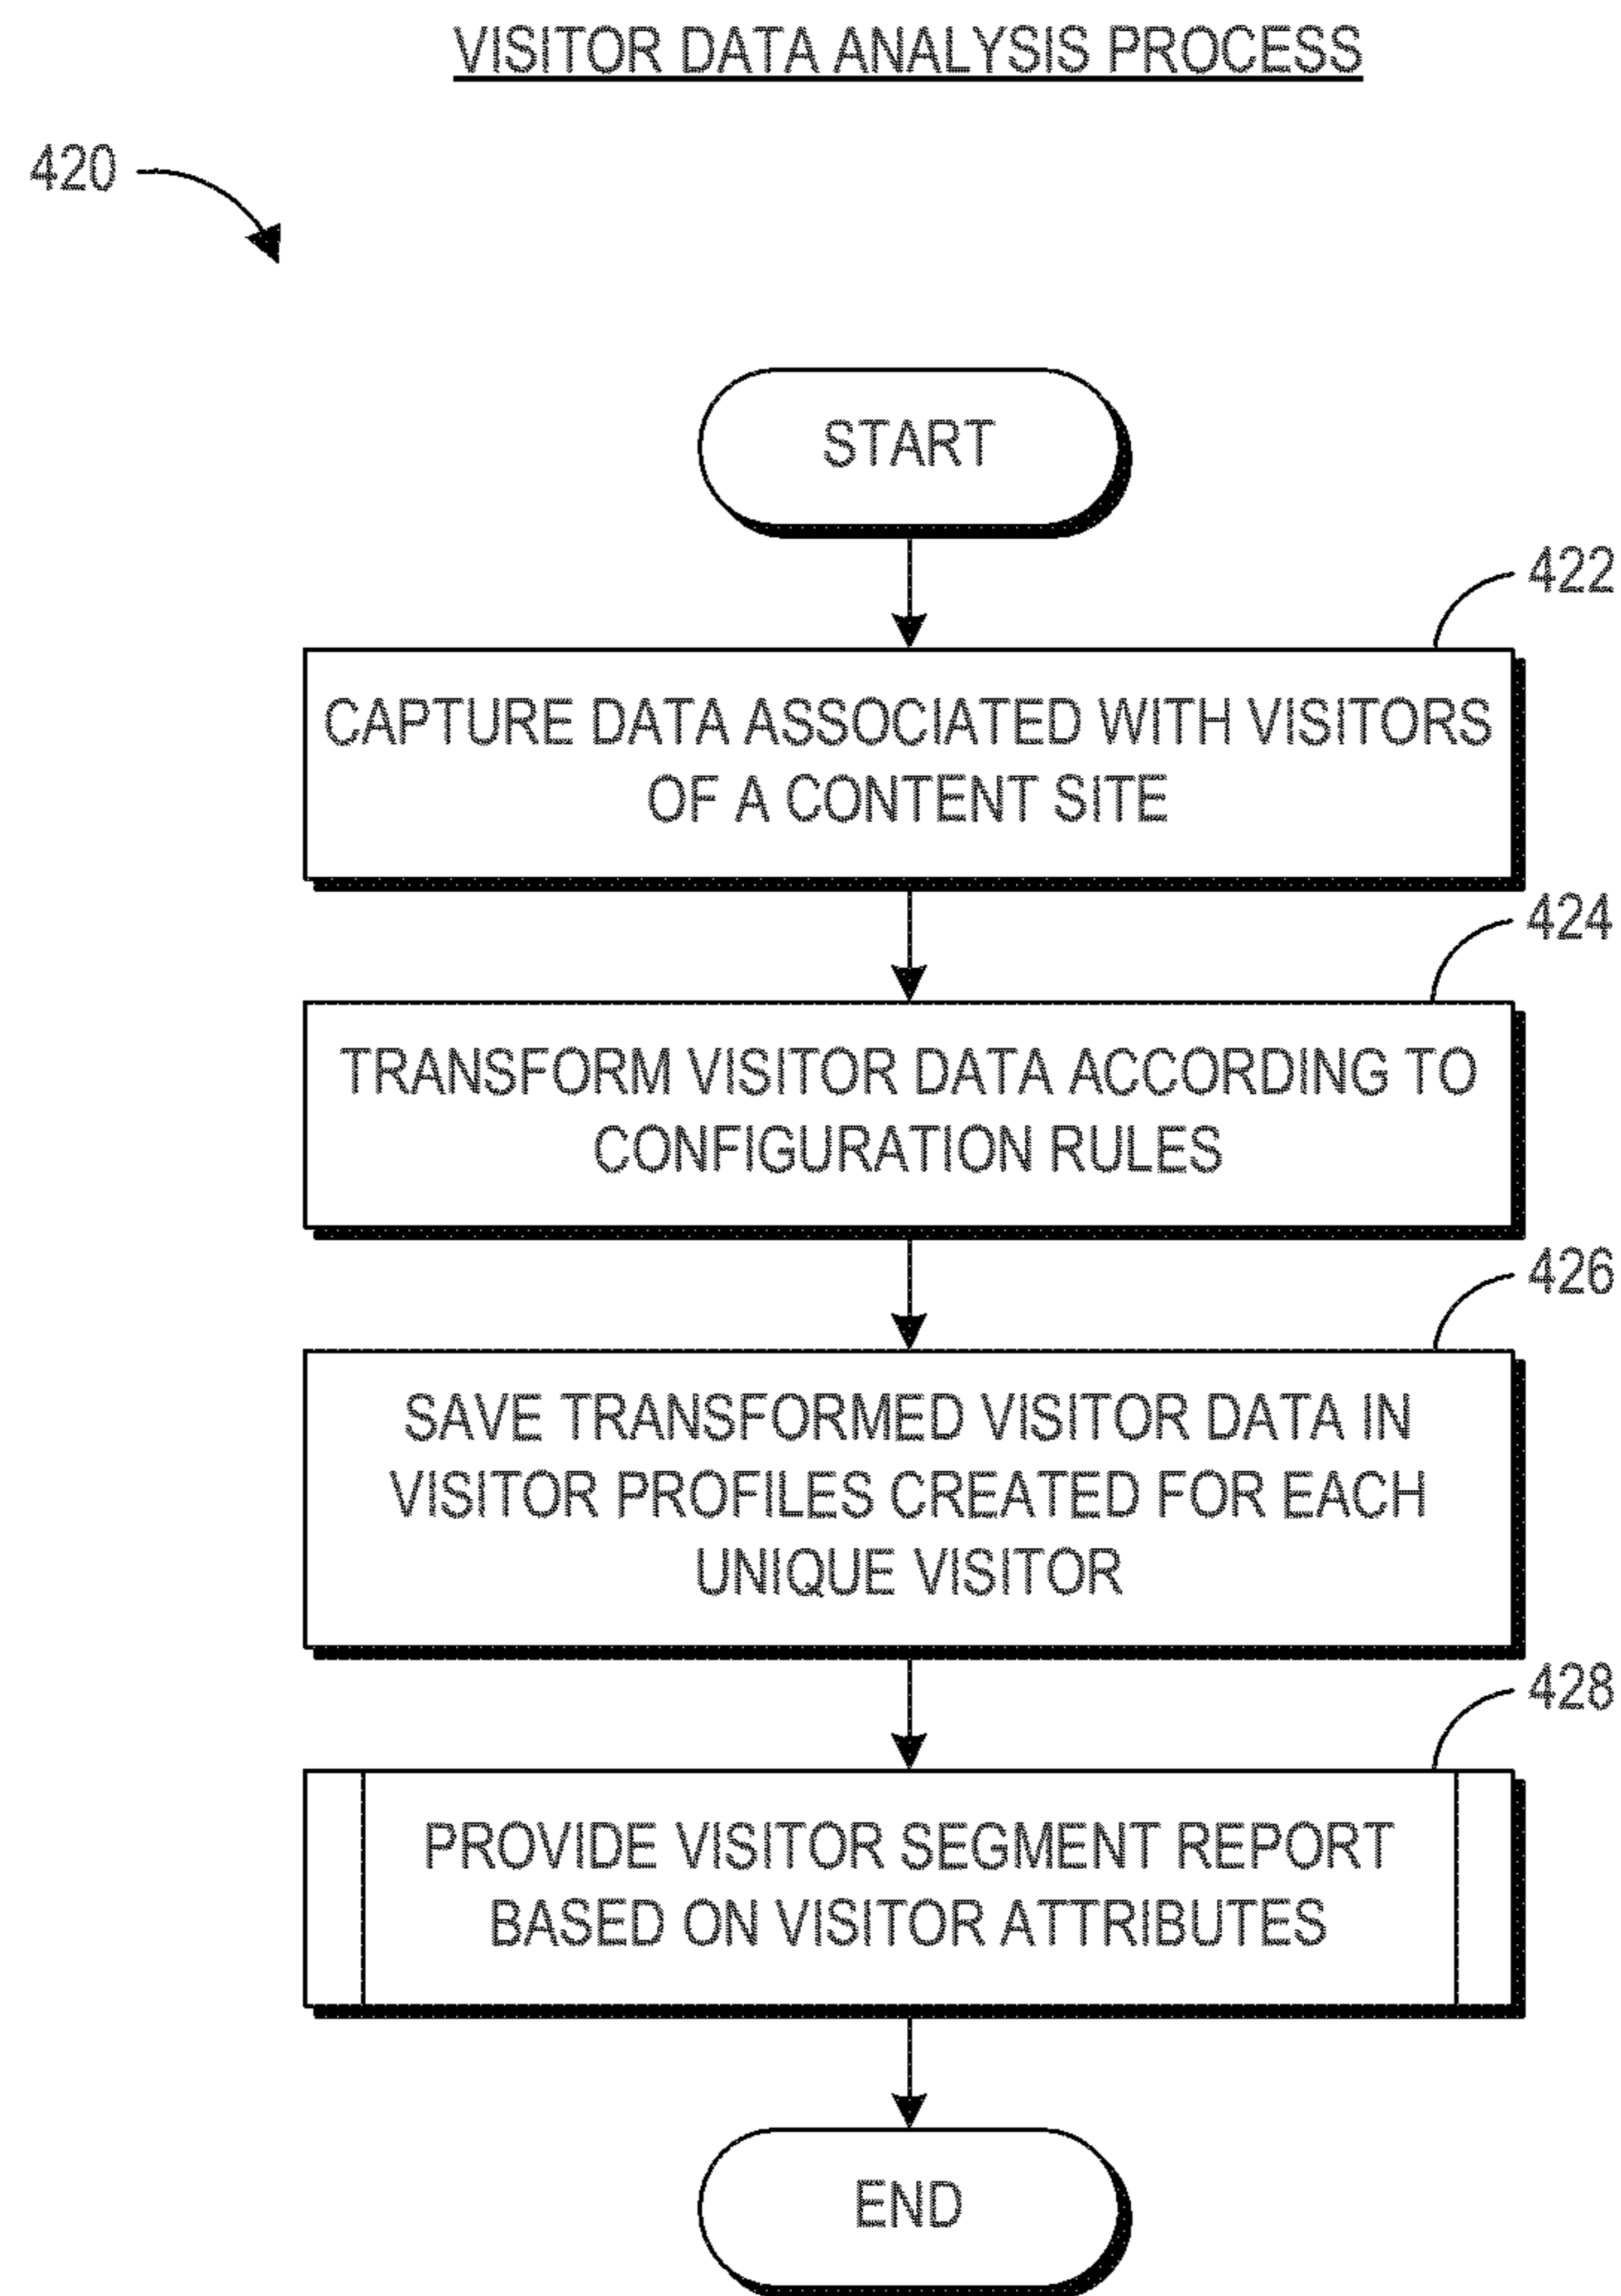 VISITOR DATA ANALYSIS PROCESS
420
START
422
CAPTURE DATA ASSOCIATED WITH VISITORS
OF A CONTENT SITE
424
TRANSFORM VISITOR DATA ACCORDING TO
CONFIGURATION RULES
426
SAVE TRANSFORMED VISITOR DATA IN
VISITOR PROFILES CREATED FOR EACH
UNIQUE VISITOR
428
PROVIDE VISITOR SEGMENT REPORT
BASED ON VISITOR ATTRIBUTES
END